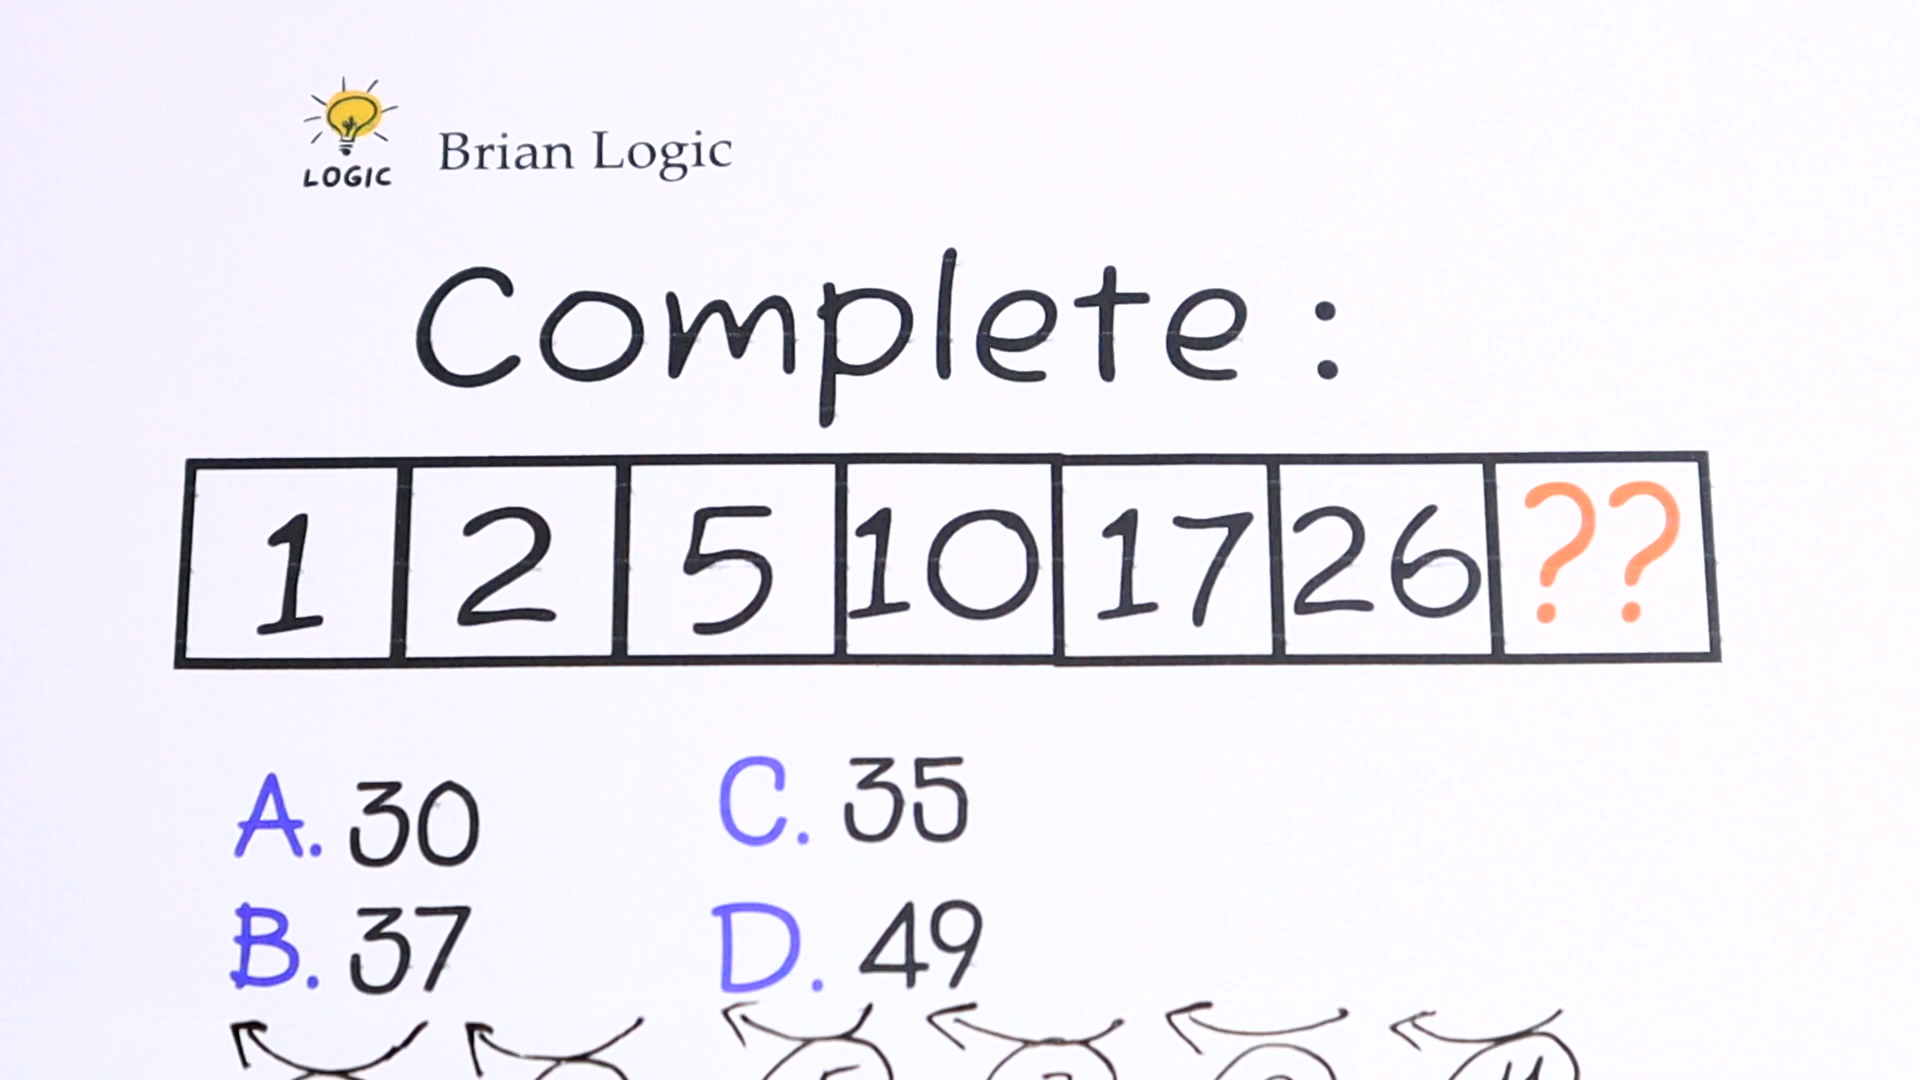 LOGIC
Brian Logic
Complete :
1 2 5 10 17 26 ??
A. 30 C. 35
B. 37 D. 49